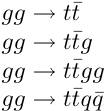 gg → tt̄
gg → tt̄g
gg → tt̄gg
gg → tt̄qq̄